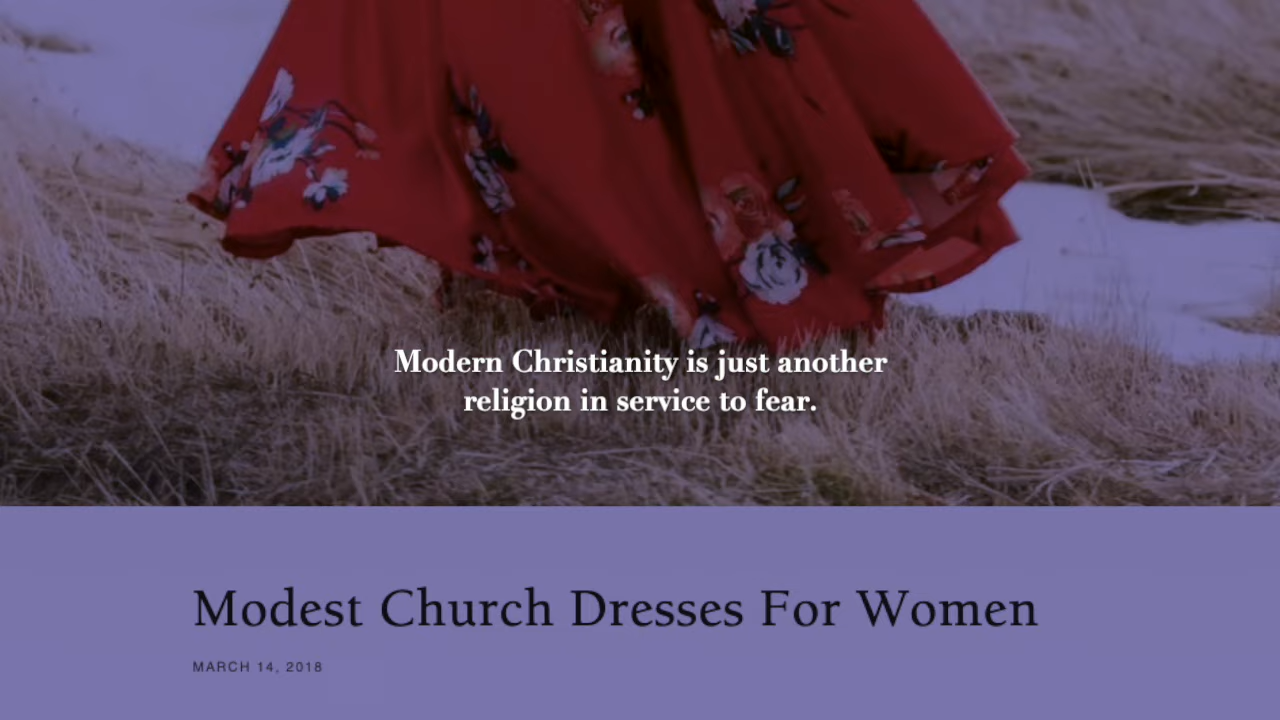 Modern Christianity is just another
religion in service to fear.
Modest Church Dresses For Women
MARCH 14, 2018